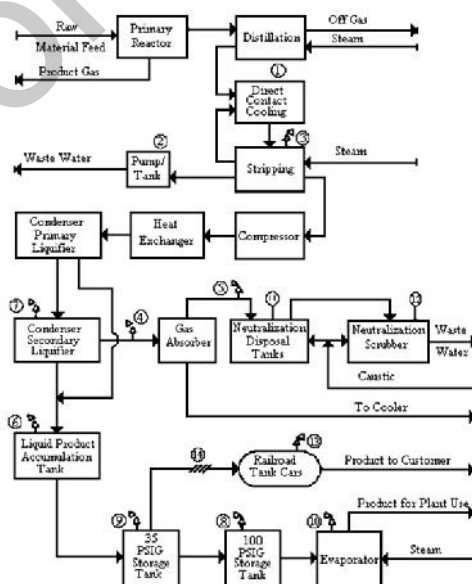 Raw
Material Feed
Primary
Reactor
Distillation
Off Gas
Steam
Product Gas
①
Direct
Contact
Cooling
②
③
Waste Water
Pump/
Tank
Stripping
Steam
Condenser
Primary
Liquifier
Heat
Exchanger
Compressor
⑦
④
⑤
⑪
⑫
Condenser
Secondary
Liquifier
Gas
Absorber
Neutralization
Disposal
Tanks
Neutralization
Scrubber
Waste
Water
Caustic
To Cooler
⑥
Liquid Product
Accumulation
Tank
⑭
⑬
Railroad
Tank Cars
Product to Customer
Product for Plant Use
⑨
35
PSIG
Storage
Tank
⑧
100
PSIG
Storage
Tank
⑩
Evaporator
Steam